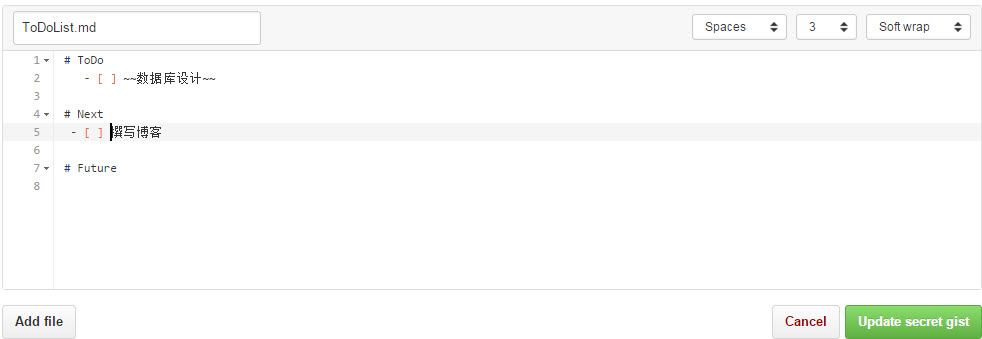 ToDoList.md
Spaces
3
Soft wrap
1 # ToDo
2 - [ ] ~~数据库设计~~
3
4 # Next
5 - [ ] 撰写博客
6
7 # Future
8
Add file
Cancel
Update secret gist